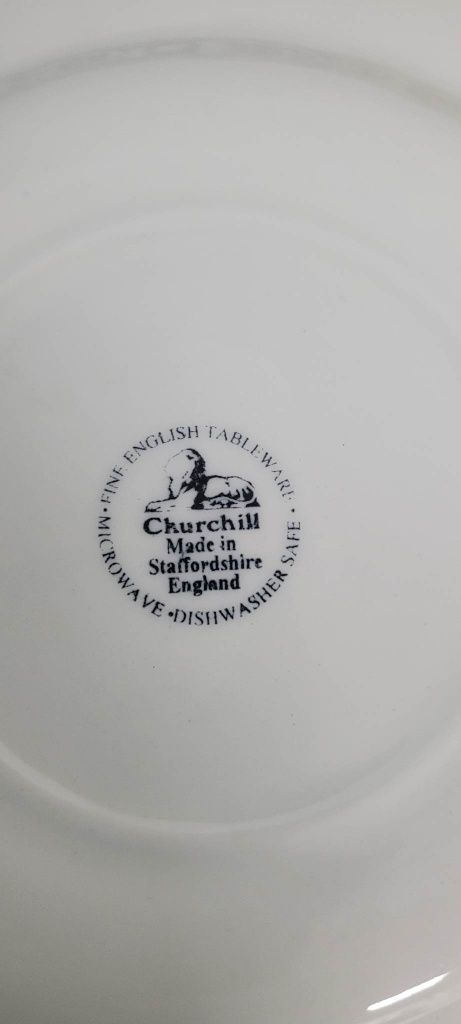 • FINE ENGLISH TABLEWARE •
Churchill
Made in
Staffordshire
England
MICROWAVE • DISHWASHER SAFE